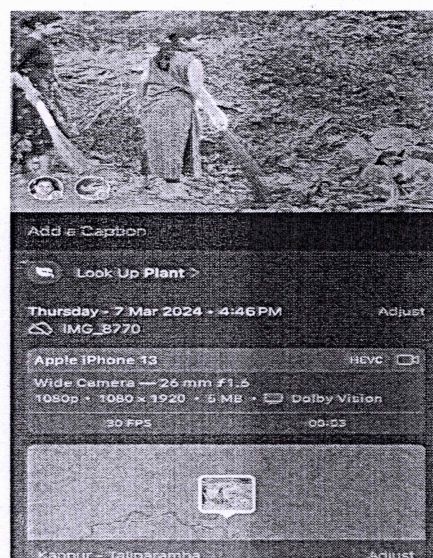 Add a Caption
Look Up Plant >
Thursday • 7 Mar 2024 • 4:46 PM Adjust
IMG_8770
Apple iPhone 13 HEVC
Wide Camera — 26 mm ƒ1.6
1080p • 1080 x 1920 • 5 MB • Dolby Vision
30 FPS 00:23
Kannur - Taliparamba Adjust